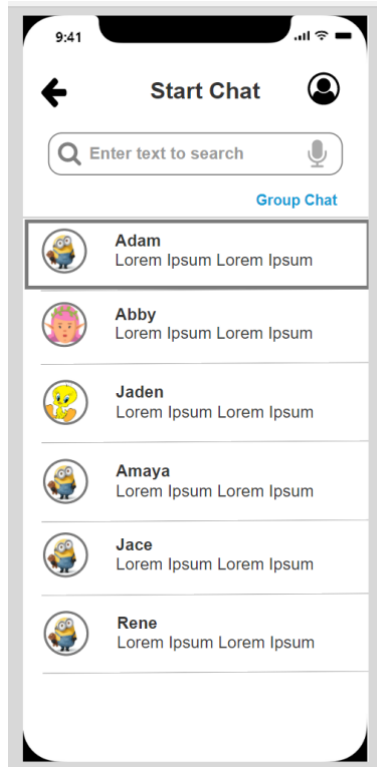 9:41
Start Chat
Enter text to search
Group Chat
Adam
Lorem Ipsum Lorem Ipsum
Abby
Lorem Ipsum Lorem Ipsum
Jaden
Lorem Ipsum Lorem Ipsum
Amaya
Lorem Ipsum Lorem Ipsum
Jace
Lorem Ipsum Lorem Ipsum
Rene
Lorem Ipsum Lorem Ipsum